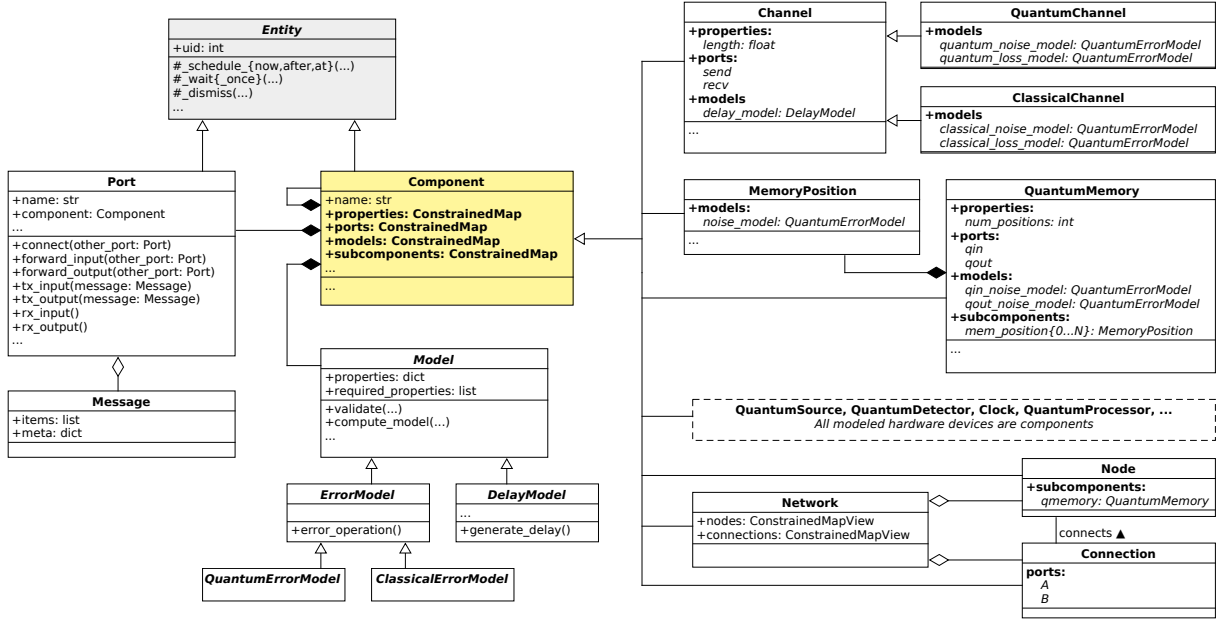 Entity
+uid: int
#_schedule_{now,after,at}(...)
#_wait{_once}(...)
#_dismiss(...)
...
Port
+name: str
+component: Component
...
+connect(other_port: Port)
+forward_input(other_port: Port)
+forward_output(other_port: Port)
+tx_input(message: Message)
+tx_output(message: Message)
+rx_input()
+rx_output()
...
Message
+items: list
+meta: dict
Component
+name: str
+properties: ConstrainedMap
+ports: ConstrainedMap
+models: ConstrainedMap
+subcomponents: ConstrainedMap
...
...
Model
+properties: dict
+required_properties: list
+validate(...)
+compute_model(...)
...
ErrorModel
+error_operation()
DelayModel
...
+generate_delay()
QuantumErrorModel
ClassicalErrorModel
Channel
+properties:
length: float
+ports:
send
recv
+models
delay_model: DelayModel
...
QuantumChannel
+models
quantum_noise_model: QuantumErrorModel
quantum_loss_model: QuantumErrorModel
ClassicalChannel
+models
classical_noise_model: QuantumErrorModel
classical_loss_model: QuantumErrorModel
MemoryPosition
+models:
noise_model: QuantumErrorModel
...
QuantumMemory
+properties:
num_positions: int
+ports:
qin
qout
+models:
qin_noise_model: QuantumErrorModel
qout_noise_model: QuantumErrorModel
+subcomponents:
mem_position{0...N}: MemoryPosition
...
QuantumSource, QuantumDetector, Clock, QuantumProcessor, ...
All modeled hardware devices are components
Network
+nodes: ConstrainedMapView
+connections: ConstrainedMapView
Node
+subcomponents:
qmemory: QuantumMemory
connects ▲
Connection
ports:
A
B